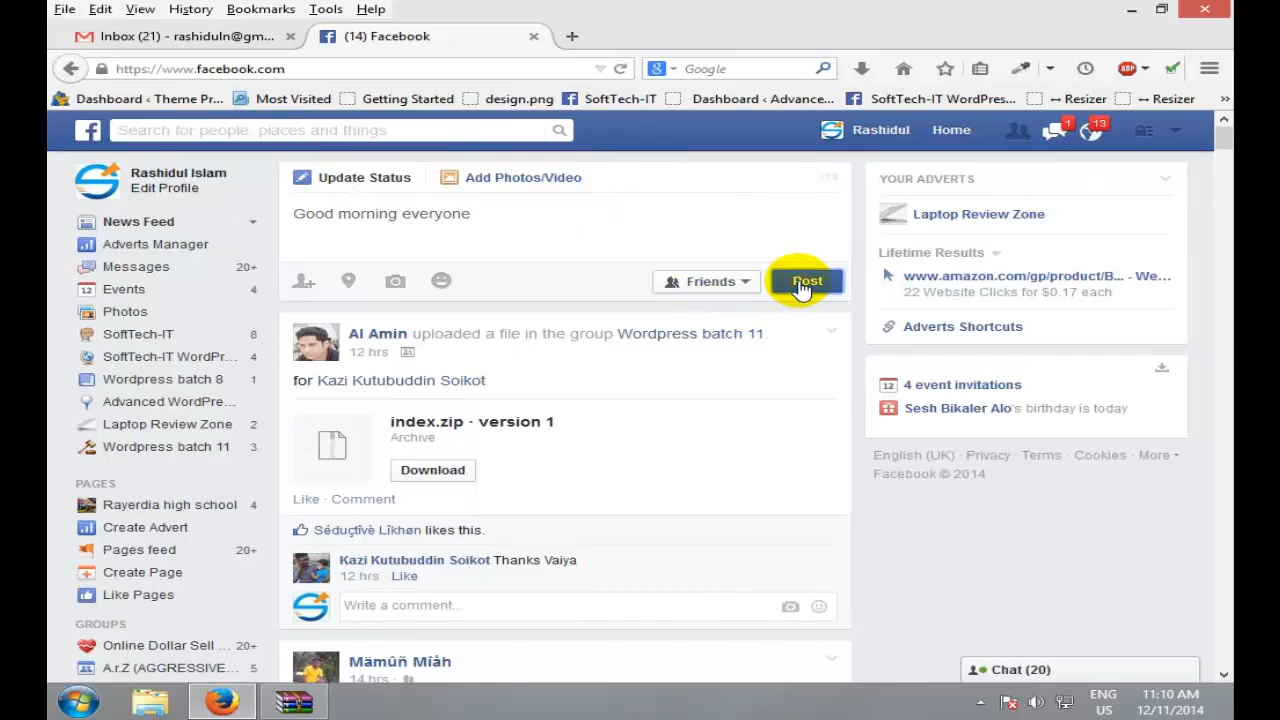 File Edit View History Bookmarks Tools Help
Inbox (21) - rashiduln@gm...
(14) Facebook
https://www.facebook.com
Google
ABP
Dashboard ‹ Theme Pr...
Most Visited
Getting Started
design.png
SoftTech-IT
Dashboard ‹ Advance...
SoftTech-IT WordPres...
↔ Resizer
↔ Resizer
»
Search for people, places and things
Rashidul
Home
1
13
Rashidul Islam
Edit Profile
News Feed
Adverts Manager
Messages 20+
12 Events 4
Photos
SoftTech-IT 8
SoftTech-IT WordPr... 4
Wordpress batch 8 1
Advanced WordPre...
Laptop Review Zone 2
Wordpress batch 11 3
PAGES
Rayerdia high school 4
Create Advert
Pages feed 20+
Create Page
Like Pages
GROUPS
Online Dollar Sell ... 20+
A.r.Z (AGGRESSIVE... 5
Update Status
Add Photos/Video
Good morning everyone
Friends
Post
Al Amin uploaded a file in the group Wordpress batch 11
12 hrs ·
for Kazi Kutubuddin Soikot
index.zip · version 1
Archive
Download
Like · Comment
Séduçtîvè Lîkhøn likes this.
Kazi Kutubuddin Soikot Thanks Vaiya
12 hrs · Like
Write a comment...
Mämûñ Mîåh
14 hrs ·
YOUR ADVERTS
Laptop Review Zone
Lifetime Results
www.amazon.com/gp/product/B... - We...
22 Website Clicks for $0.17 each
Adverts Shortcuts
12 4 event invitations
Sesh Bikaler Alo's birthday is today
English (UK) · Privacy · Terms · Cookies · More
Facebook © 2014
Chat (20)
ENG
US
11:10 AM
12/11/2014